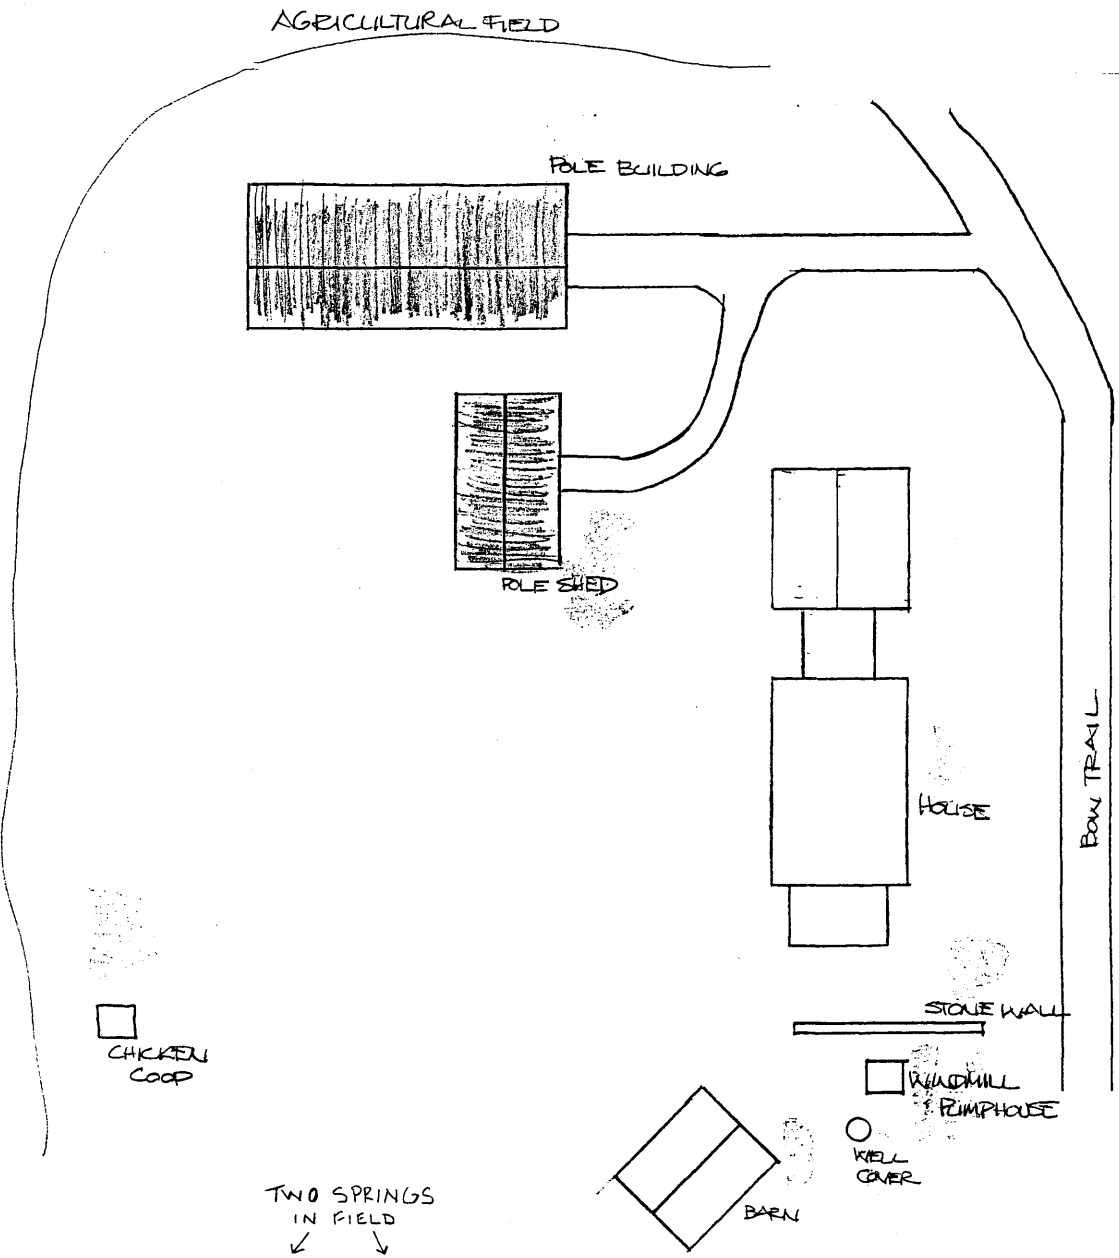 AGRICULTURAL FIELD
POLE BUILDING
POLE SHED
BOW TRAIL
HOUSE
STONE WALL
CHICKEN
COOP
WINDMILL
& PUMPHOUSE
WELL
COVER
BARN
TWO SPRINGS
IN FIELD